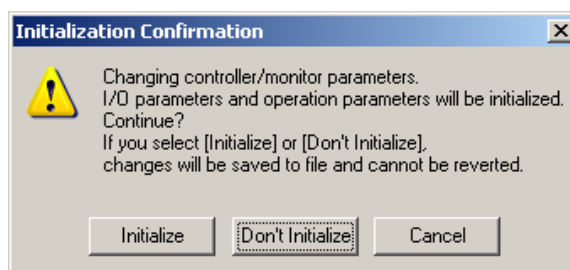 Initialization Confirmation
Changing controller/monitor parameters.
I/O parameters and operation parameters will be initialized.
Continue?
If you select [Initialize] or [Don't Initialize],
changes will be saved to file and cannot be reverted.
Initialize Don't Initialize Cancel